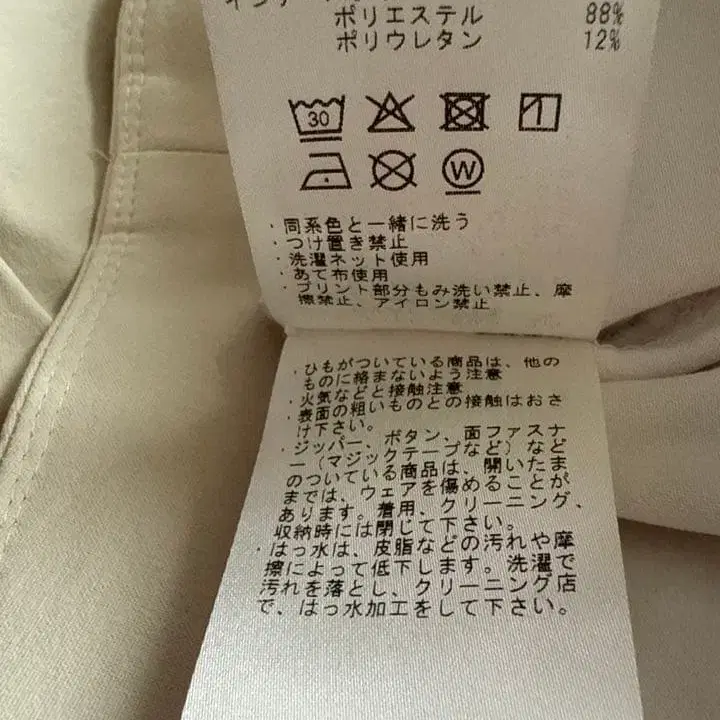 ポリエステル 88%
ポリウレタン 12%
30
W
・同系色と一緒に洗う
・つけ置き禁止
・洗濯ネット使用
・あて布使用
・プリント部分もみ洗い禁止、摩
擦禁止、アイロン禁止
・ひもがついている商品は、他の
ものに絡まないよう注意
・火気などと接触注意
・表面の粗いものとの接触はおさ
け下さい。
・ジッパー、ボタン、面ファスナ
ー（マジックテープなど）など
のついている商品は、開いたま
までは、ウェアを傷めることが
あります。着用、クリーニング、
収納時には閉じて下さい。
・はっ水は、皮脂などの汚れや摩
擦によって低下します。洗濯で
汚れを落とし、クリーニング店
で、はっ水加工をして下さい。